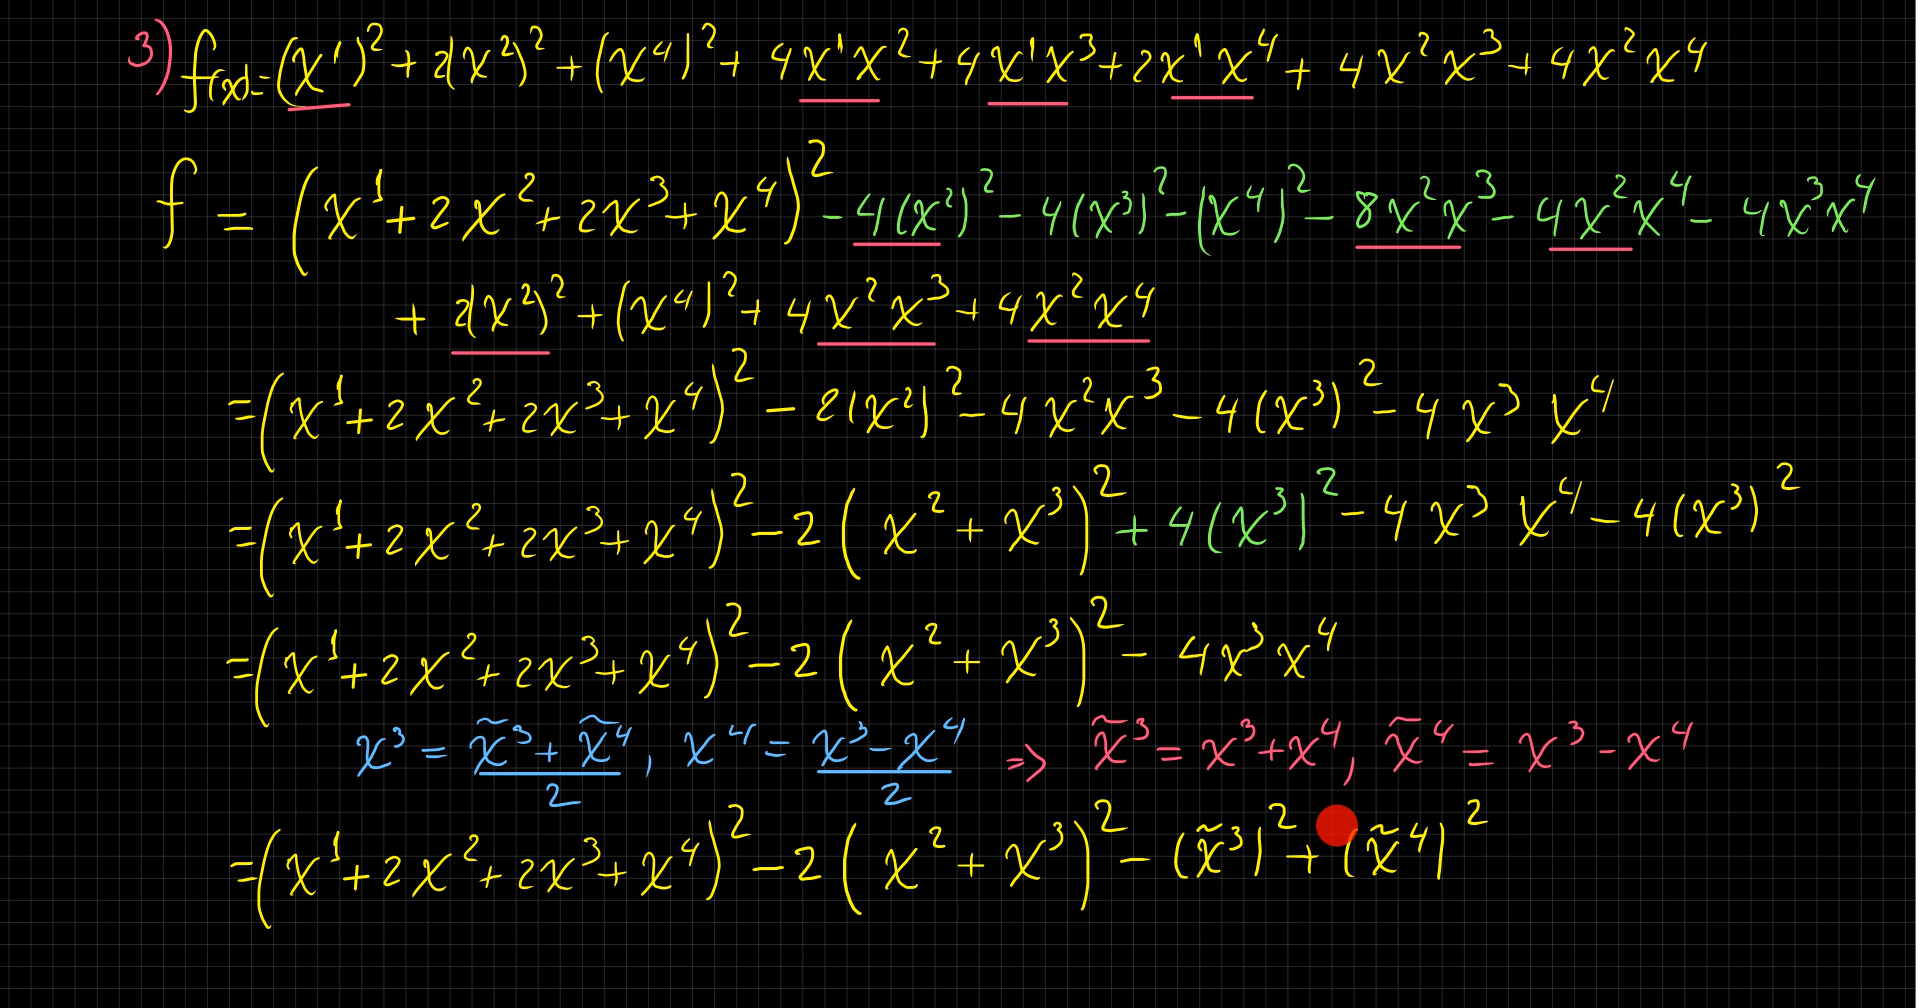 3) f(x)= (x¹)² + 2(x²)² + (x⁴)² + 4x¹x² + 4x¹x³ + 2x¹x⁴ + 4x²x³ + 4x²x⁴
f = (x¹ + 2x² + 2x³ + x⁴)² - 4(x²)² - 4(x³)² - (x⁴)² - 8x²x³ - 4x²x⁴ - 4x³x⁴
+ 2(x²)² + (x⁴)² + 4x²x³ + 4x²x⁴
= (x¹ + 2x² + 2x³ + x⁴)² - 2(x²)² - 4x²x³ - 4(x³)² - 4x³x⁴
= (x¹ + 2x² + 2x³ + x⁴)² - 2(x² + x³)² + 4(x³)² - 4x³x⁴ - 4(x³)²
= (x¹ + 2x² + 2x³ + x⁴)² - 2(x² + x³)² - 4x³x⁴
x³ = (x̃³ + x̃⁴)/2, x⁴ = (x³ - x⁴)/2 => x̃³ = x³ + x⁴, x̃⁴ = x³ - x⁴
= (x¹ + 2x² + 2x³ + x⁴)² - 2(x² + x³)² - (x̃³)² + (x̃⁴)²